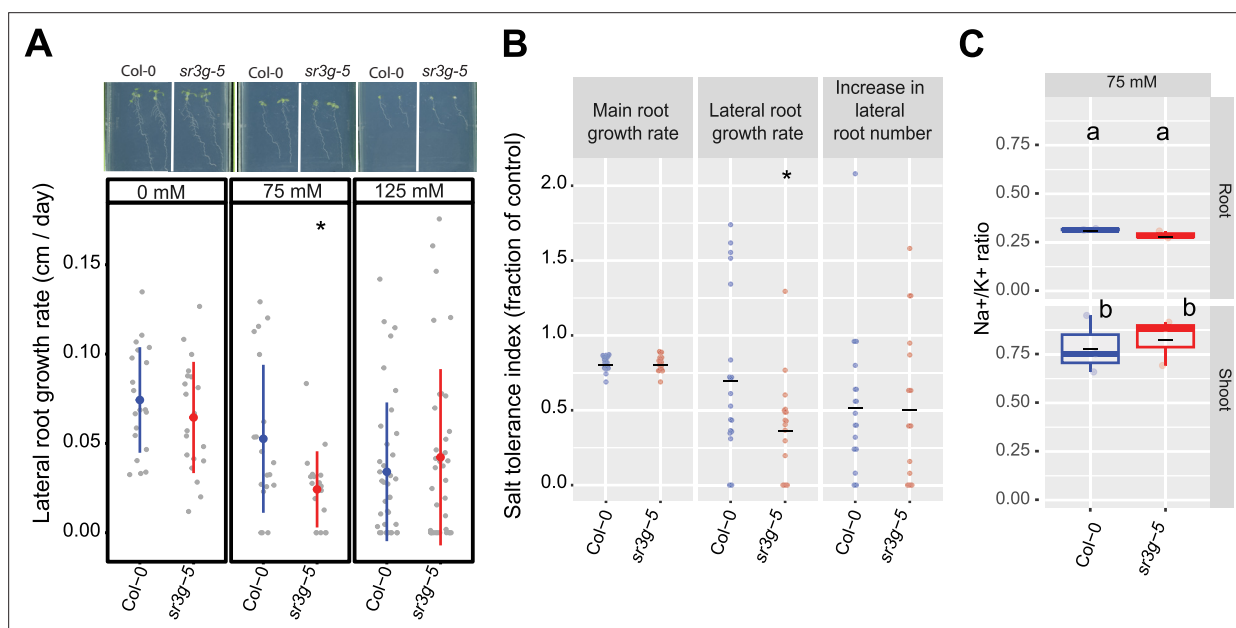 A
Col-0 sr3g-5 Col-0 sr3g-5 Col-0 sr3g-5
0 mM 75 mM 125 mM
*
Lateral root growth rate (cm / day)
0.15
0.10
0.05
0.00
Col-0 sr3g-5 Col-0 sr3g-5 Col-0 sr3g-5
B
Main root growth rate
Lateral root growth rate
Increase in lateral root number
*
Salt tolerance index (fraction of control)
2.0
1.0
0.5
0.0
Col-0 sr3g-5 Col-0 sr3g-5 Col-0 sr3g-5
C
75 mM
a a
Root
0.75
0.50
0.25
0.00
Na+/K+ ratio
b b
Shoot
0.75
0.50
0.25
0.00
Col-0 sr3g-5